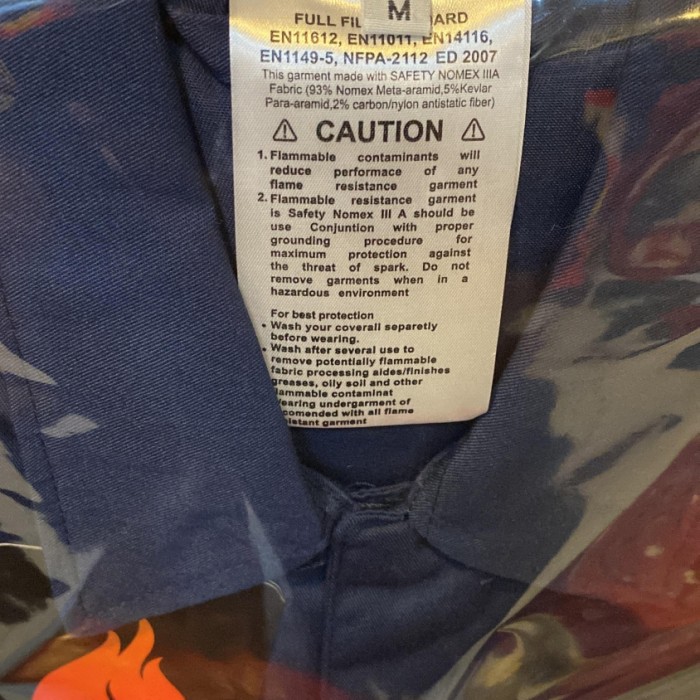 M
FULL FIL ARD
EN11612, EN11011, EN14116,
EN1149-5, NFPA-2112 ED 2007
This garment made with SAFETY NOMEX IIIA
Fabric (93% Nomex Meta-aramid,5%Kevlar
Para-aramid,2% carbon/nylon antistatic fiber)
CAUTION
1. Flammable contaminants will
reduce performace of any
flame resistance garment
2. Flammable resistance garment
is Safety Nomex III A should be
use Conjuntion with proper
grounding procedure for
maximum protection against
the threat of spark. Do not
remove garments when in a
hazardous environment
For best protection
• Wash your coverall separetly
before wearing.
• Wash after several use to
remove potentially flammable
fabric processing aides/finishes
greases, oily soil and other
lammable contaminat
earing undergarment of
comended with all flame
istant garment